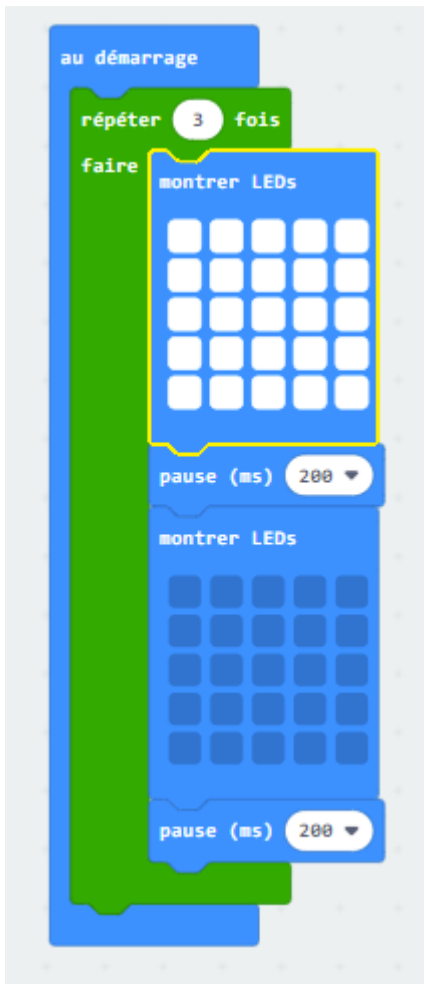 au démarrage
répéter 3 fois
faire
montrer LEDs
pause (ms) 200
montrer LEDs
pause (ms) 200